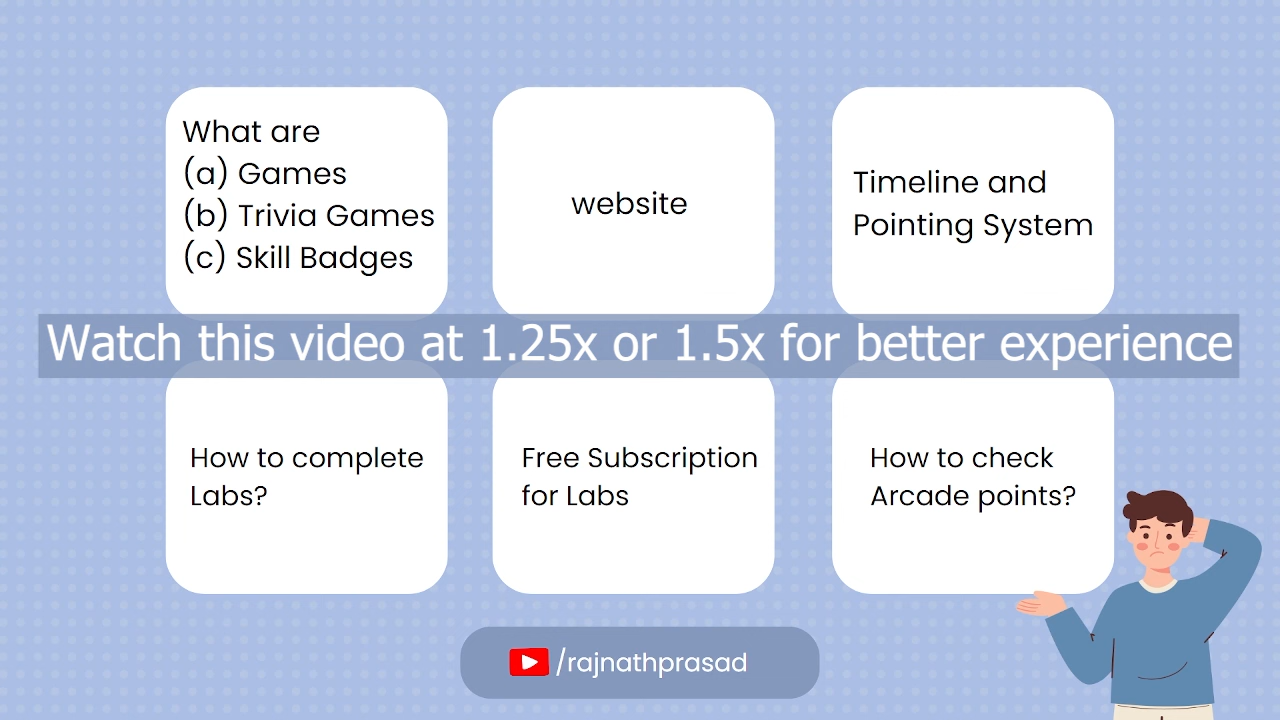 What are
(a) Games
(b) Trivia Games
(c) Skill Badges
website
Timeline and
Pointing System
Watch this video at 1.25x or 1.5x for better experience
How to complete
Labs?
Free Subscription
for Labs
How to check
Arcade points?
/rajnathprasad